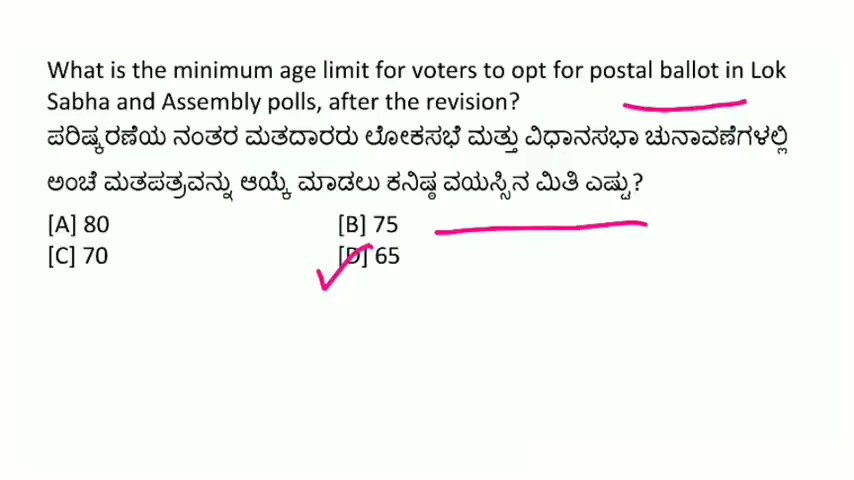 What is the minimum age limit for voters to opt for postal ballot in Lok
Sabha and Assembly polls, after the revision?
ಪರಿಷ್ಕರಣೆಯ ನಂತರ ಮತದಾರರು ಲೋಕಸಭೆ ಮತ್ತು ವಿಧಾನಸಭಾ ಚುನಾವಣೆಗಳಲ್ಲಿ
ಅಂಚೆ ಮತಪತ್ರವನ್ನು ಆಯ್ಕೆ ಮಾಡಲು ಕನಿಷ್ಠ ವಯಸ್ಸಿನ ಮಿತಿ ಎಷ್ಟು?
[A] 80 [B] 75
[C] 70 [D] 65